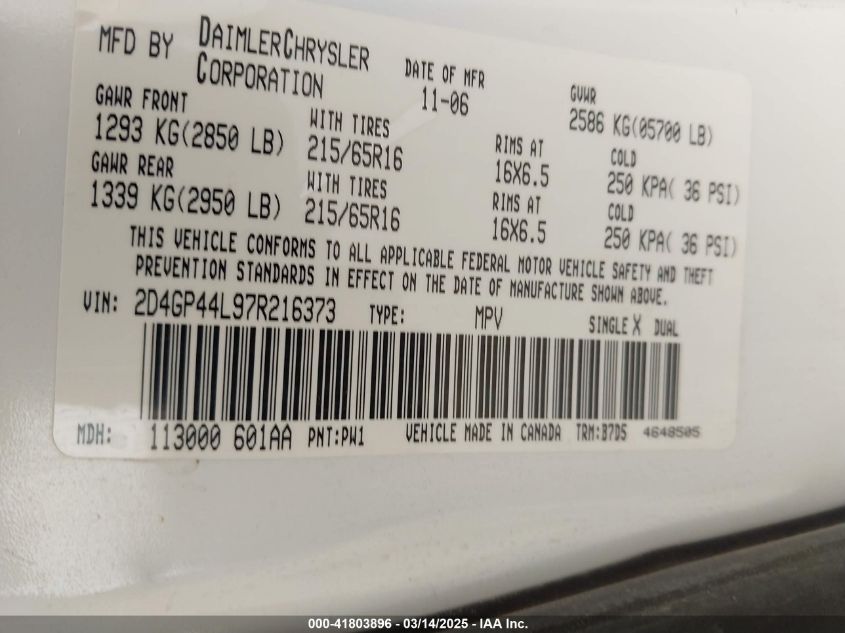 MFD BY DAIMLERCHRYSLER CORPORATION
DATE OF MFR 11-06
GVWR 2586 KG(05700 LB)
GAWR FRONT 1293 KG(2850 LB)
WITH TIRES 215/65R16
RIMS AT 16X6.5
COLD 250 KPA( 36 PSI)
GAWR REAR 1339 KG(2950 LB)
WITH TIRES 215/65R16
RIMS AT 16X6.5
COLD 250 KPA( 36 PSI)
THIS VEHICLE CONFORMS TO ALL APPLICABLE FEDERAL MOTOR VEHICLE SAFETY AND THEFT
PREVENTION STANDARDS IN EFFECT ON THE DATE OF MANUFACTURE SHOWN ABOVE.
VIN: 2D4GP44L97R216373 TYPE: MPV SINGLE X DUAL
MDH: 113000 601AA PNT:PW1 VEHICLE MADE IN CANADA TRM:B7D5 4648505
000-41803896 - 03/14/2025 - IAA Inc.